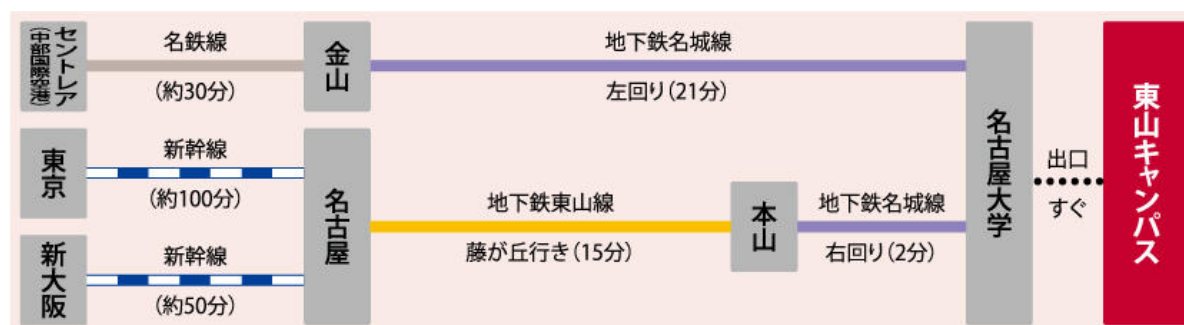 セントレア
(中部国際空港)
名鉄線
(約30分)
金山
地下鉄名城線
左回り(21分)
東京
新幹線
(約100分)
新大阪
新幹線
(約50分)
名古屋
地下鉄東山線
藤が丘行き(15分)
本山
地下鉄名城線
右回り(2分)
名古屋大学
出口
すぐ
東山キャンパス